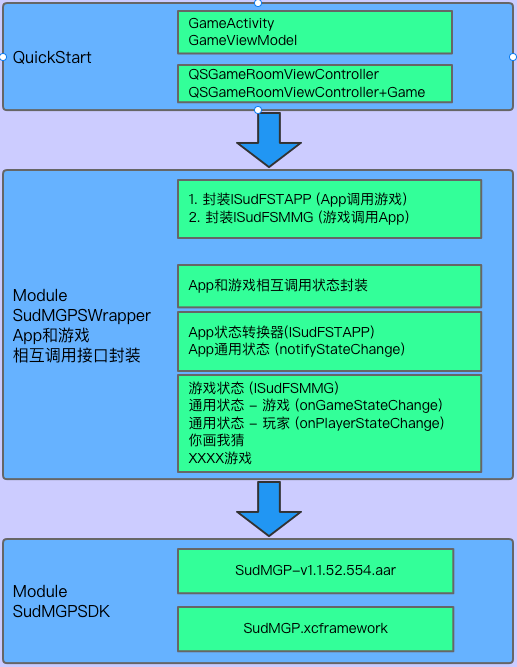 QuickStart
GameActivity
GameViewModel
QSGameRoomViewController
QSGameRoomViewController+Game
Module
SudMGPSWrapper
App和游戏
相互调用接口封装
1. 封装ISudFSTAPP (App调用游戏)
2. 封装ISudFSMMG (游戏调用App)
App和游戏相互调用状态封装
App状态转换器(ISudFSTAPP)
App通用状态 (notifyStateChange)
游戏状态 (ISudFSMMG)
通用状态 – 游戏 (onGameStateChange)
通用状态 – 玩家 (onPlayerStateChange)
你画我猜
XXXX游戏
Module
SudMGPSDK
SudMGP-v1.1.52.554.aar
SudMGP.xcframework